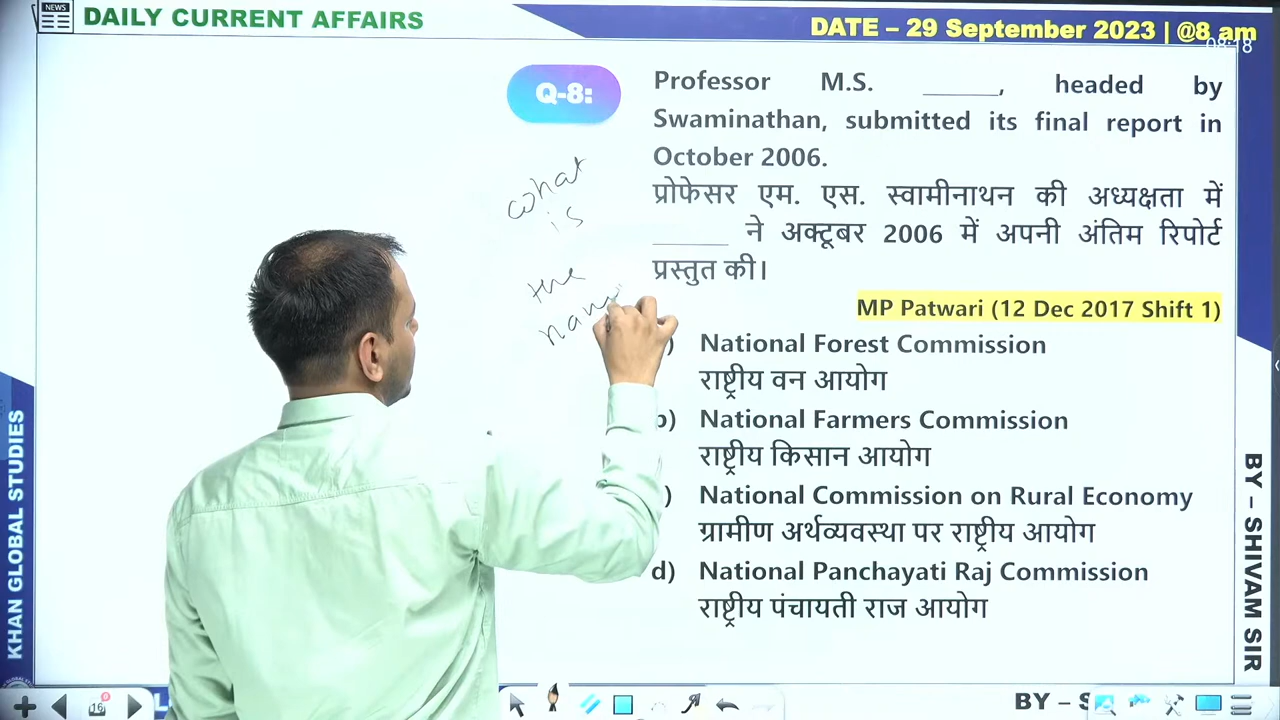 NEWS
DAILY CURRENT AFFAIRS
DATE – 29 September 2023 | @8 am
08:18
Q-8:
Professor M.S. ______, headed by
Swaminathan, submitted its final report in
October 2006.
प्रोफेसर एम. एस. स्वामीनाथन की अध्यक्षता में
______ ने अक्टूबर 2006 में अपनी अंतिम रिपोर्ट
प्रस्तुत की।
MP Patwari (12 Dec 2017 Shift 1)
what
is
the
) National Forest Commission
राष्ट्रीय वन आयोग
b) National Farmers Commission
राष्ट्रीय किसान आयोग
) National Commission on Rural Economy
ग्रामीण अर्थव्यवस्था पर राष्ट्रीय आयोग
d) National Panchayati Raj Commission
राष्ट्रीय पंचायती राज आयोग
KHAN GLOBAL STUDIES
BY – SHIVAM SIR
16
BY – S